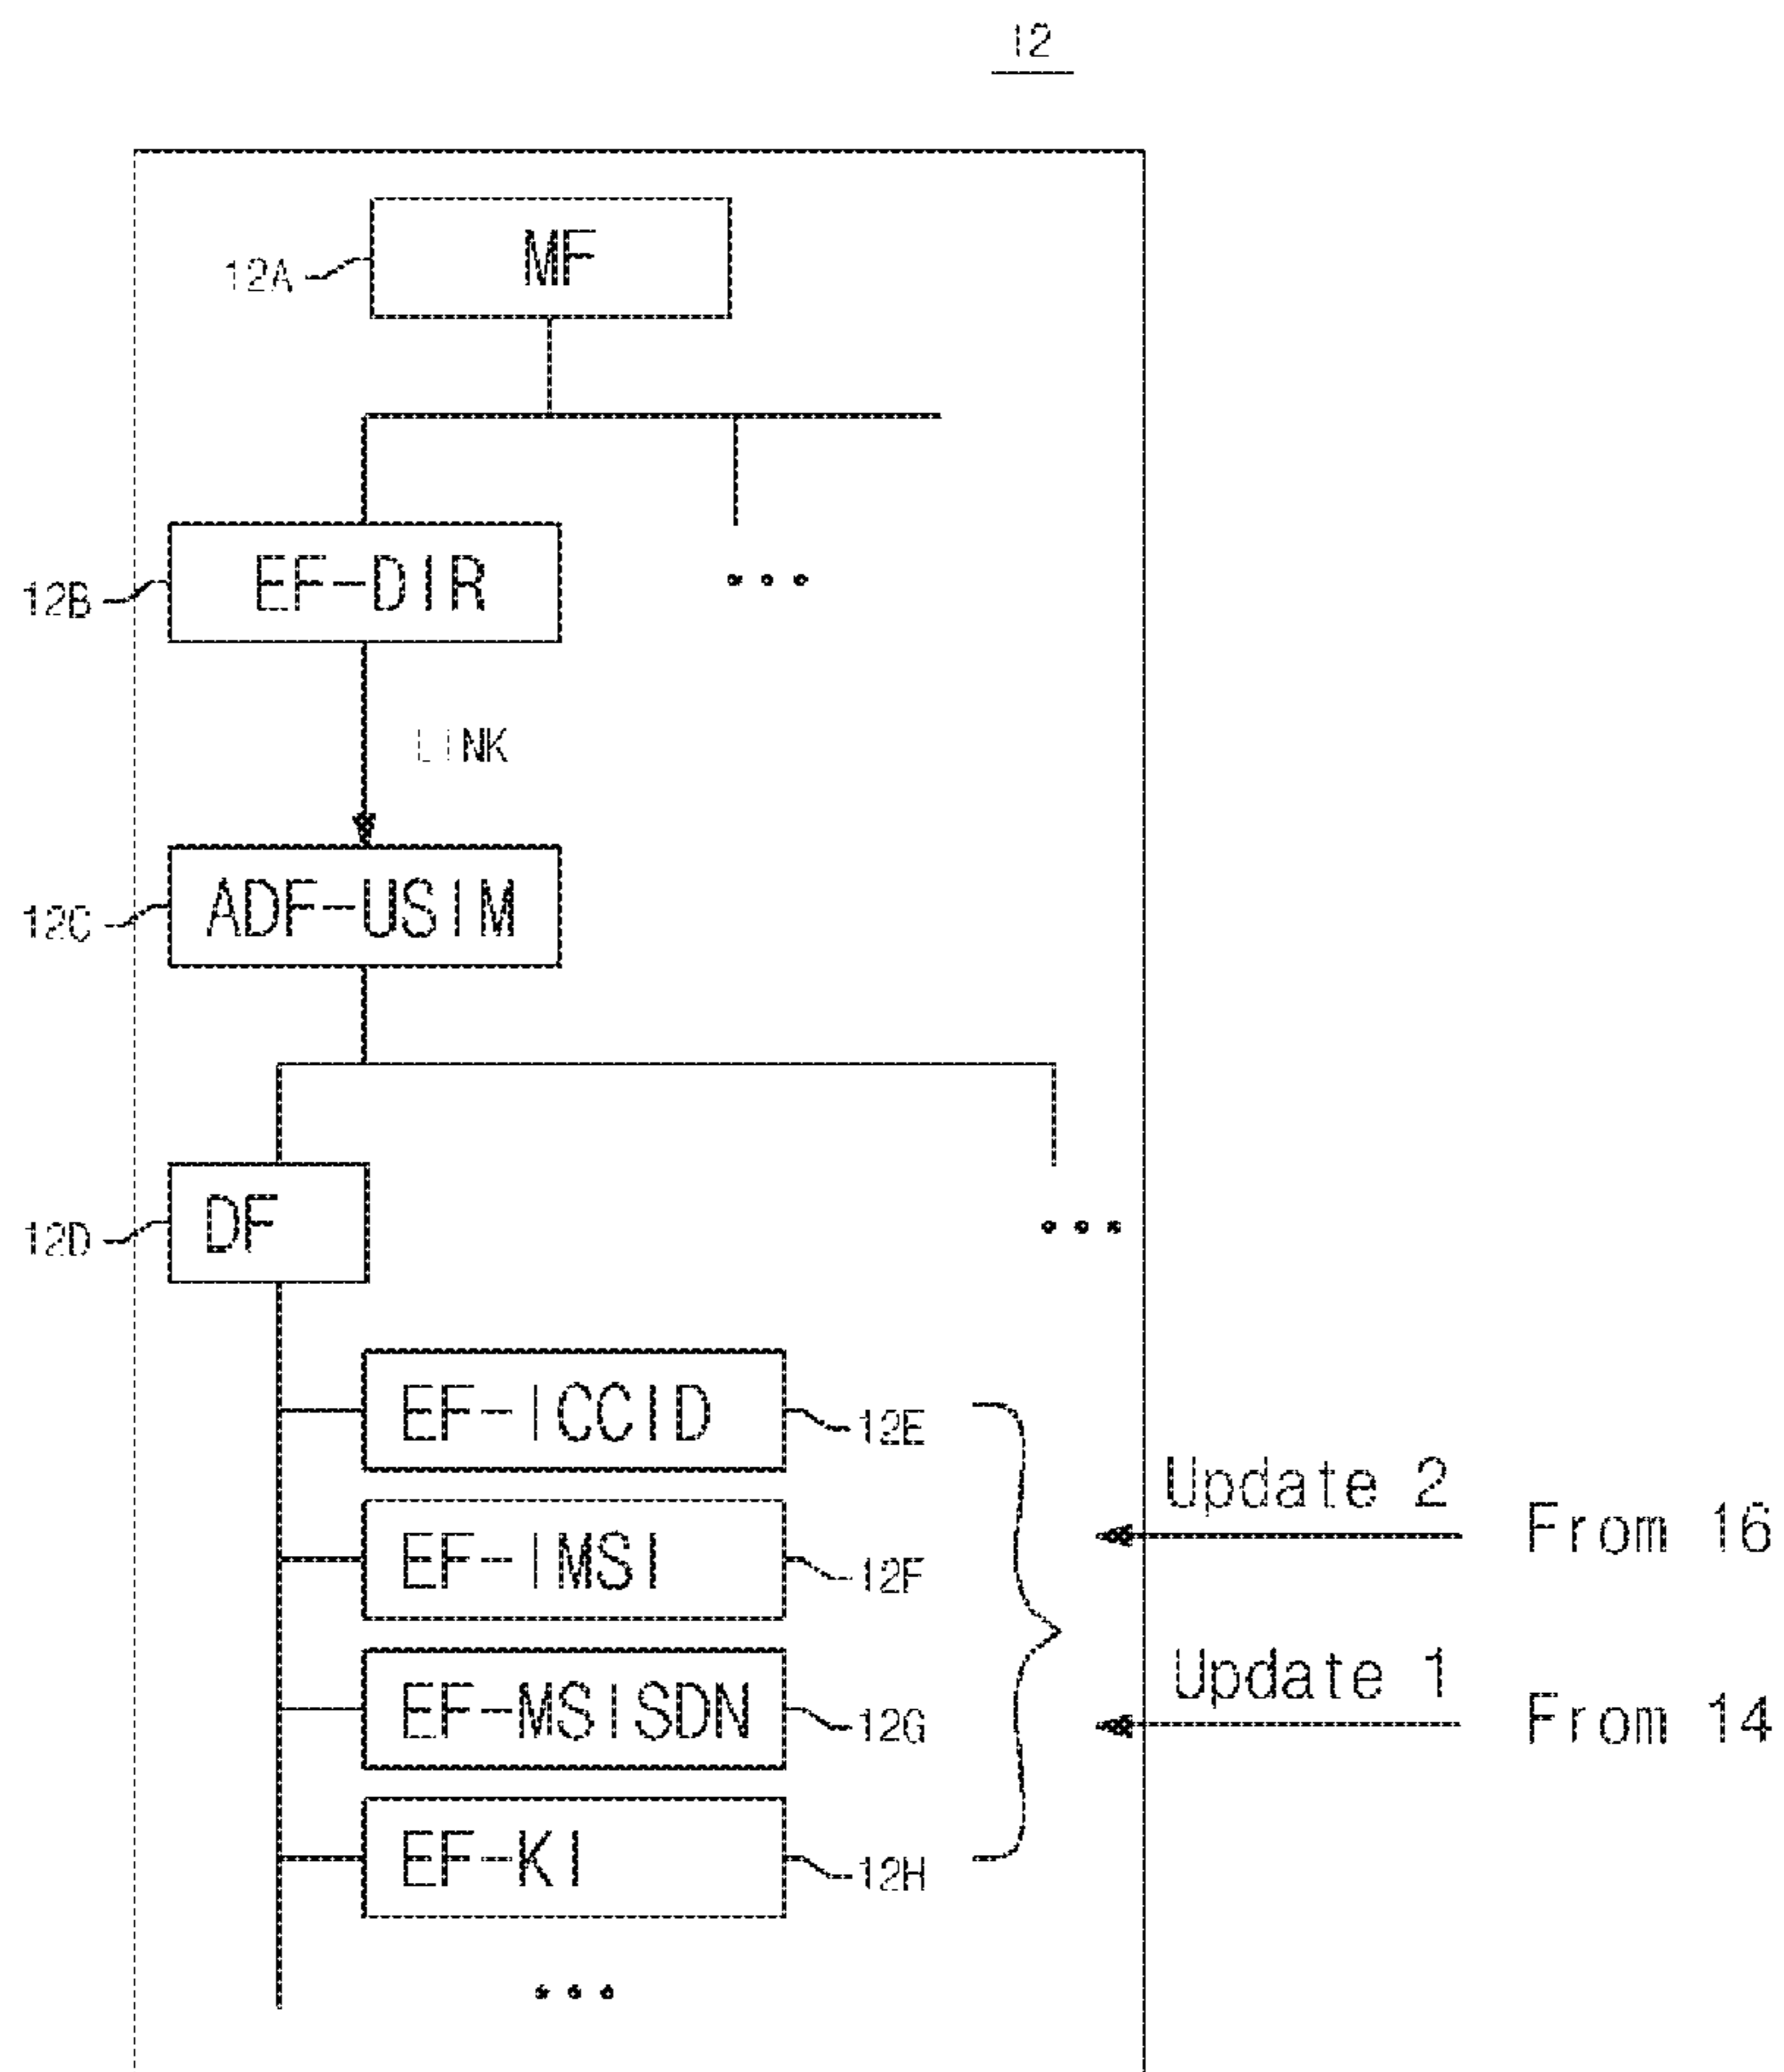 12
MF
12A
EF-DIR
...
12B
LINK
ADF-USIM
12C
DF
12D
...
EF-ICCID
12E
Update 2
From 16
EF-IMSI
12F
Update 1
From 14
EF-MSISDN
12G
EF-KI
12H
...